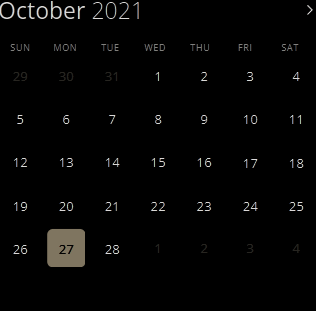 October 2021
SUN MON TUE WED THU FRI SAT
29 30 31 1 2 3 4
5 6 7 8 9 10 11
12 13 14 15 16 17 18
19 20 21 22 23 24 25
26 27 28 1 2 3 4